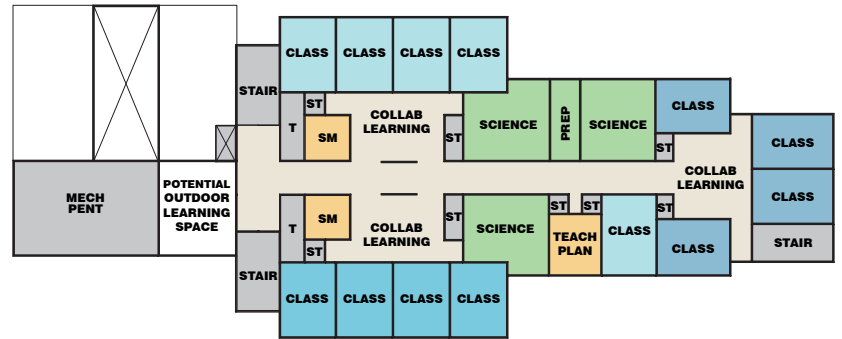 CLASS CLASS CLASS CLASS
STAIR
ST
T
SM
COLLAB
LEARNING
ST
SCIENCE
PREP
SCIENCE
CLASS
ST
CLASS
COLLAB
LEARNING
CLASS
MECH
PENT
POTENTIAL
OUTDOOR
LEARNING
SPACE
T
SM
ST
COLLAB
LEARNING
ST
SCIENCE
ST
ST
TEACH
PLAN
CLASS
ST
CLASS
STAIR
STAIR
CLASS CLASS CLASS CLASS